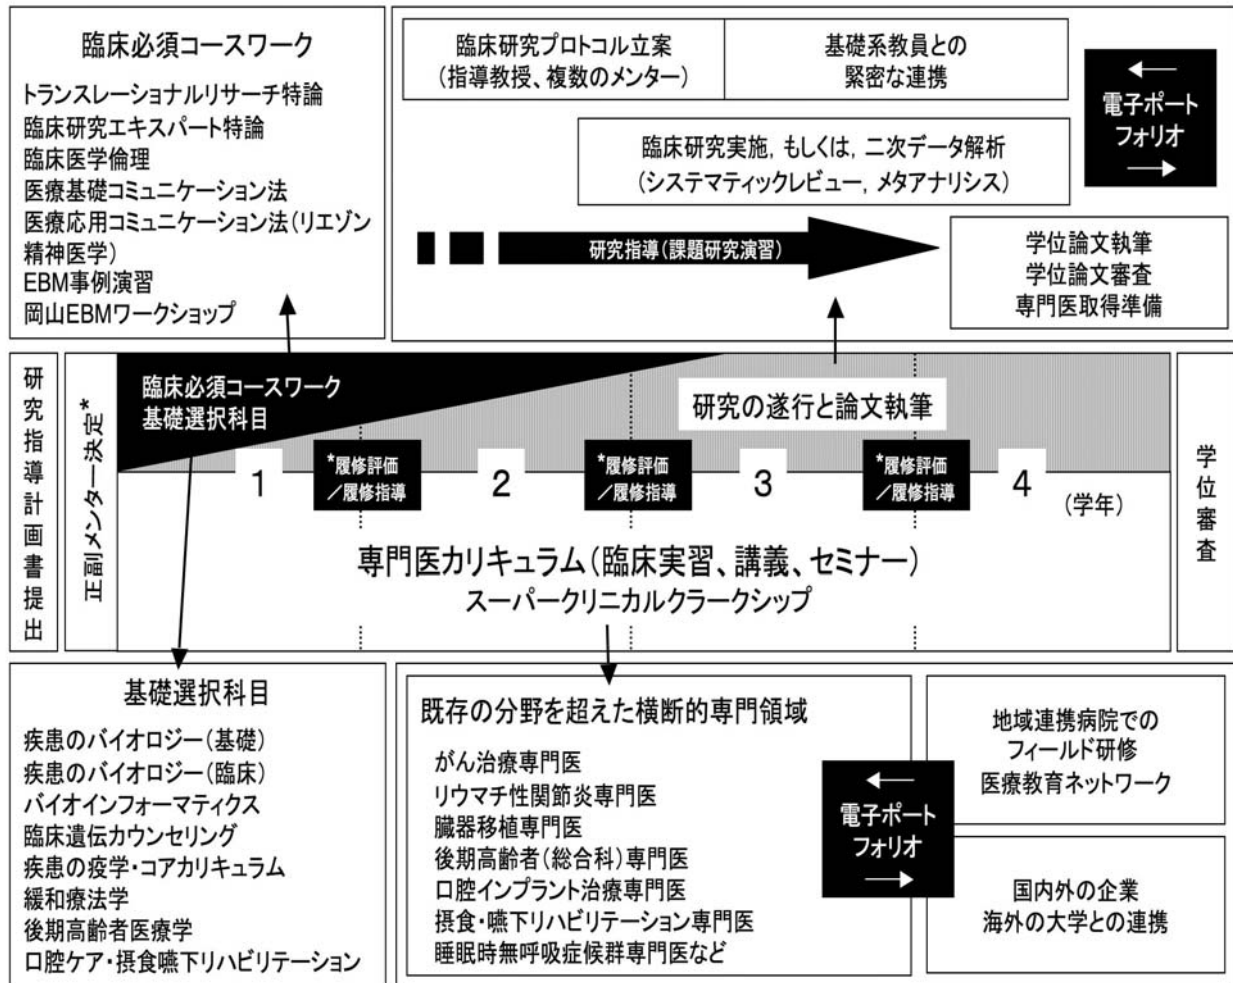 臨床必須コースワーク
トランスレーショナルリサーチ特論
臨床研究エキスパート特論
臨床医学倫理
医療基礎コミュニケーション法
医療応用コミュニケーション法(リエゾン
精神医学)
EBM事例演習
岡山EBMワークショップ
臨床研究プロトコル立案
(指導教授、複数のメンター)
基礎系教員との
緊密な連携
←
電子ポート
フォリオ
→
臨床研究実施, もしくは, 二次データ解析
(システマティックレビュー, メタアナリシス)
研究指導(課題研究演習)
学位論文執筆
学位論文審査
専門医取得準備
研究指導計画書提出
正副メンター決定*
臨床必須コースワーク
基礎選択科目
研究の遂行と論文執筆
1
*履修評価
/履修指導
2
*履修評価
/履修指導
3
*履修評価
/履修指導
4
(学年)
専門医カリキュラム(臨床実習、講義、セミナー)
スーパークリニカルクラークシップ
学位審査
基礎選択科目
疾患のバイオロジー(基礎)
疾患のバイオロジー(臨床)
バイオインフォーマティクス
臨床遺伝カウンセリング
疾患の疫学・コアカリキュラム
緩和療法学
後期高齢者医療学
口腔ケア・摂食嚥下リハビリテーション
既存の分野を超えた横断的専門領域
がん治療専門医
リウマチ性関節炎専門医
臓器移植専門医
後期高齢者(総合科)専門医
口腔インプラント治療専門医
摂食・嚥下リハビリテーション専門医
睡眠時無呼吸症候群専門医など
←
電子ポート
フォリオ
→
地域連携病院での
フィールド研修
医療教育ネットワーク
国内外の企業
海外の大学との連携